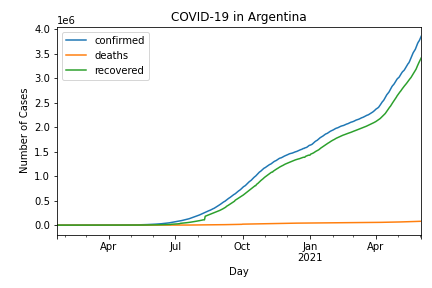 COVID-19 in Argentina
1e6
4.0
3.5
3.0
2.5
2.0
1.5
1.0
0.5
0.0
Number of Cases
confirmed
deaths
recovered
Apr Jul Oct Jan Apr
2021
Day